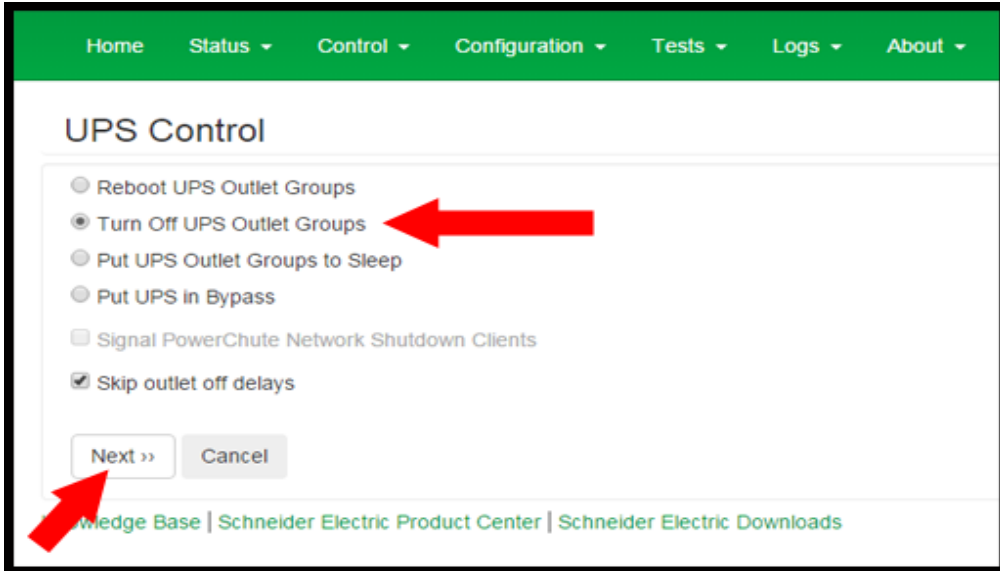 Home Status Control Configuration Tests Logs About
UPS Control
Reboot UPS Outlet Groups
Turn Off UPS Outlet Groups
Put UPS Outlet Groups to Sleep
Put UPS in Bypass
Signal PowerChute Network Shutdown Clients
Skip outlet off delays
Next ›› Cancel
Base | Schneider Electric Product Center | Schneider Electric Downloads